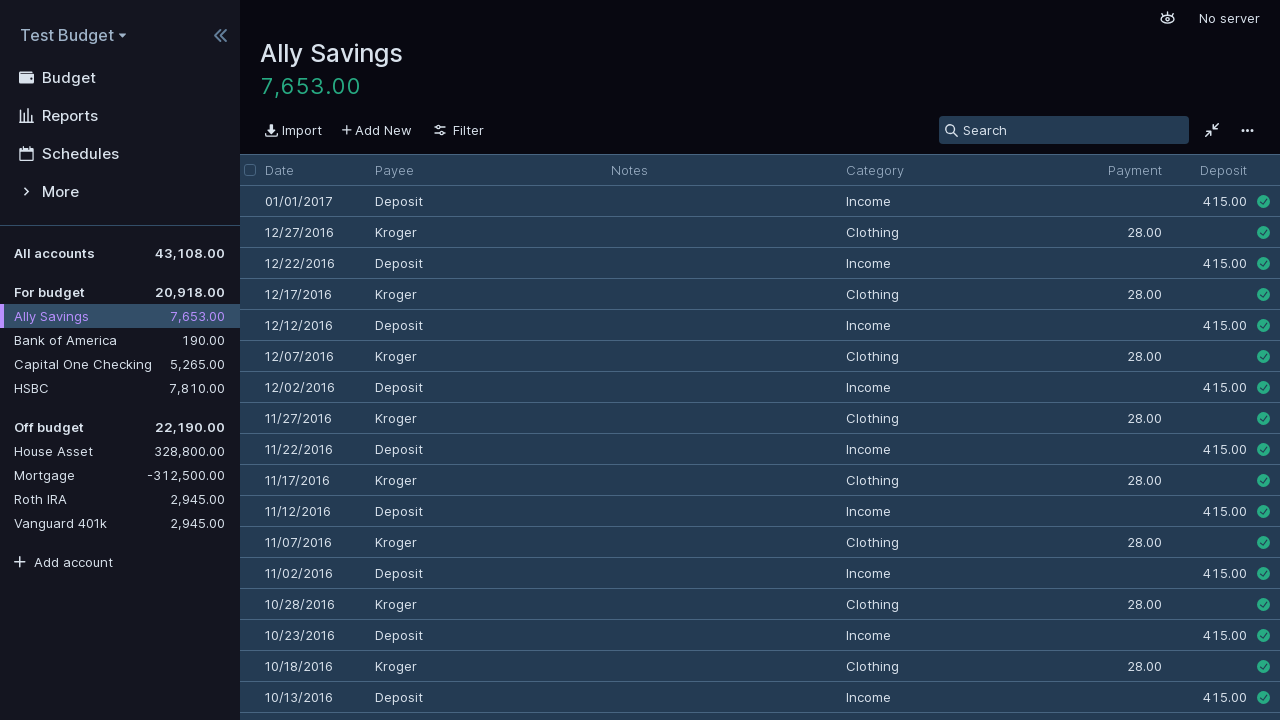 Test Budget
Budget
Reports
Schedules
More
All accounts 43,108.00
For budget 20,918.00
Ally Savings 7,653.00
Bank of America 190.00
Capital One Checking 5,265.00
HSBC 7,810.00
Off budget 22,190.00
House Asset 328,800.00
Mortgage -312,500.00
Roth IRA 2,945.00
Vanguard 401k 2,945.00
Add account
No server
Ally Savings
7,653.00
Import Add New Filter Search
Date Payee Notes Category Payment Deposit
01/01/2017 Deposit Income 415.00
12/27/2016 Kroger Clothing 28.00
12/22/2016 Deposit Income 415.00
12/17/2016 Kroger Clothing 28.00
12/12/2016 Deposit Income 415.00
12/07/2016 Kroger Clothing 28.00
12/02/2016 Deposit Income 415.00
11/27/2016 Kroger Clothing 28.00
11/22/2016 Deposit Income 415.00
11/17/2016 Kroger Clothing 28.00
11/12/2016 Deposit Income 415.00
11/07/2016 Kroger Clothing 28.00
11/02/2016 Deposit Income 415.00
10/28/2016 Kroger Clothing 28.00
10/23/2016 Deposit Income 415.00
10/18/2016 Kroger Clothing 28.00
10/13/2016 Deposit Income 415.00